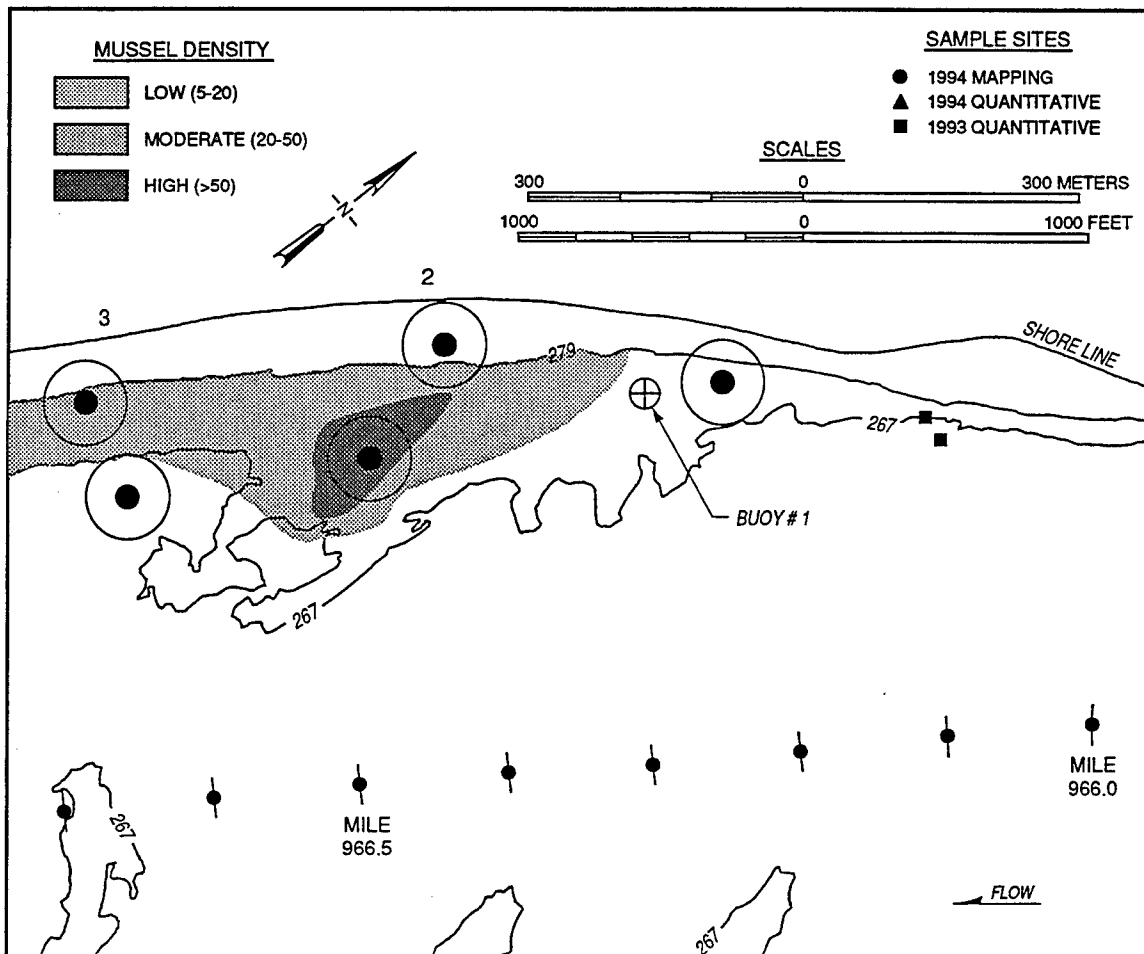 MUSSEL DENSITY
LOW (5-20)
MODERATE (20-50)
HIGH (>50)
SAMPLE SITES
1994 MAPPING
1994 QUANTITATIVE
1993 QUANTITATIVE
SCALES
300 0 300 METERS
1000 0 1000 FEET
N
2
3
SHORE LINE
279
267
BUOY # 1
267
MILE
966.0
MILE
966.5
267
FLOW
267